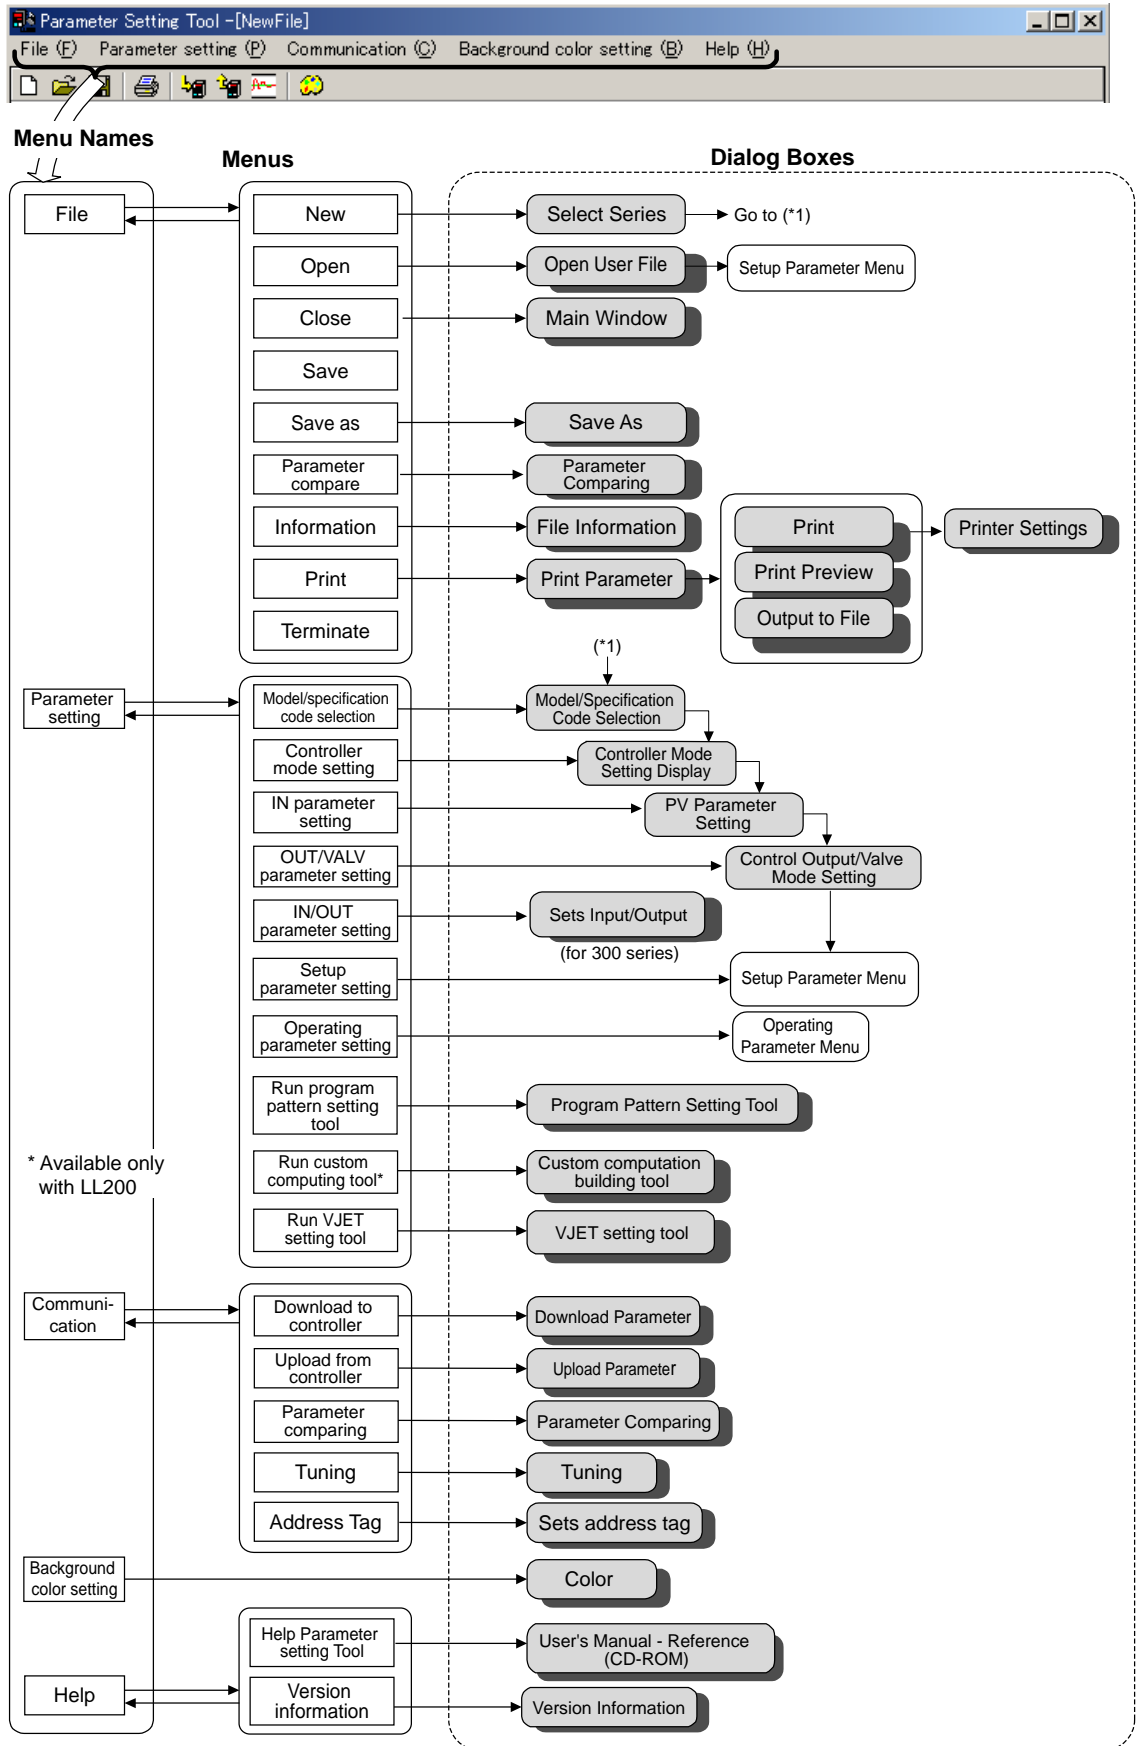 Parameter Setting Tool -[NewFile]
File (F) Parameter setting (P) Communication (C) Background color setting (B) Help (H)
Menu Names
Menus
Dialog Boxes
File
New
Select Series
Go to (*1)
Open
Open User File
Setup Parameter Menu
Close
Main Window
Save
Save as
Save As
Parameter
compare
Parameter
Comparing
Information
File Information
Print
Printer Settings
Print
Print Parameter
Print Preview
Output to File
Terminate
(*1)
Parameter
setting
Model/specification
code selection
Model/Specification
Code Selection
Controller
mode setting
Controller Mode
Setting Display
IN parameter
setting
PV Parameter
Setting
OUT/VALV
parameter setting
Control Output/Valve
Mode Setting
IN/OUT
parameter setting
Sets Input/Output
(for 300 series)
Setup
parameter setting
Setup Parameter Menu
Operating
parameter setting
Operating
Parameter Menu
Run program
pattern setting
tool
Program Pattern Setting Tool
* Available only
with LL200
Run custom
computing tool*
Custom computation
building tool
Run VJET
setting tool
VJET setting tool
Communi-
cation
Download to
controller
Download Parameter
Upload from
controller
Upload Parameter
Parameter
comparing
Parameter Comparing
Tuning
Tuning
Address Tag
Sets address tag
Background
color setting
Color
Help Parameter
setting Tool
User's Manual - Reference
(CD-ROM)
Help
Version
information
Version Information